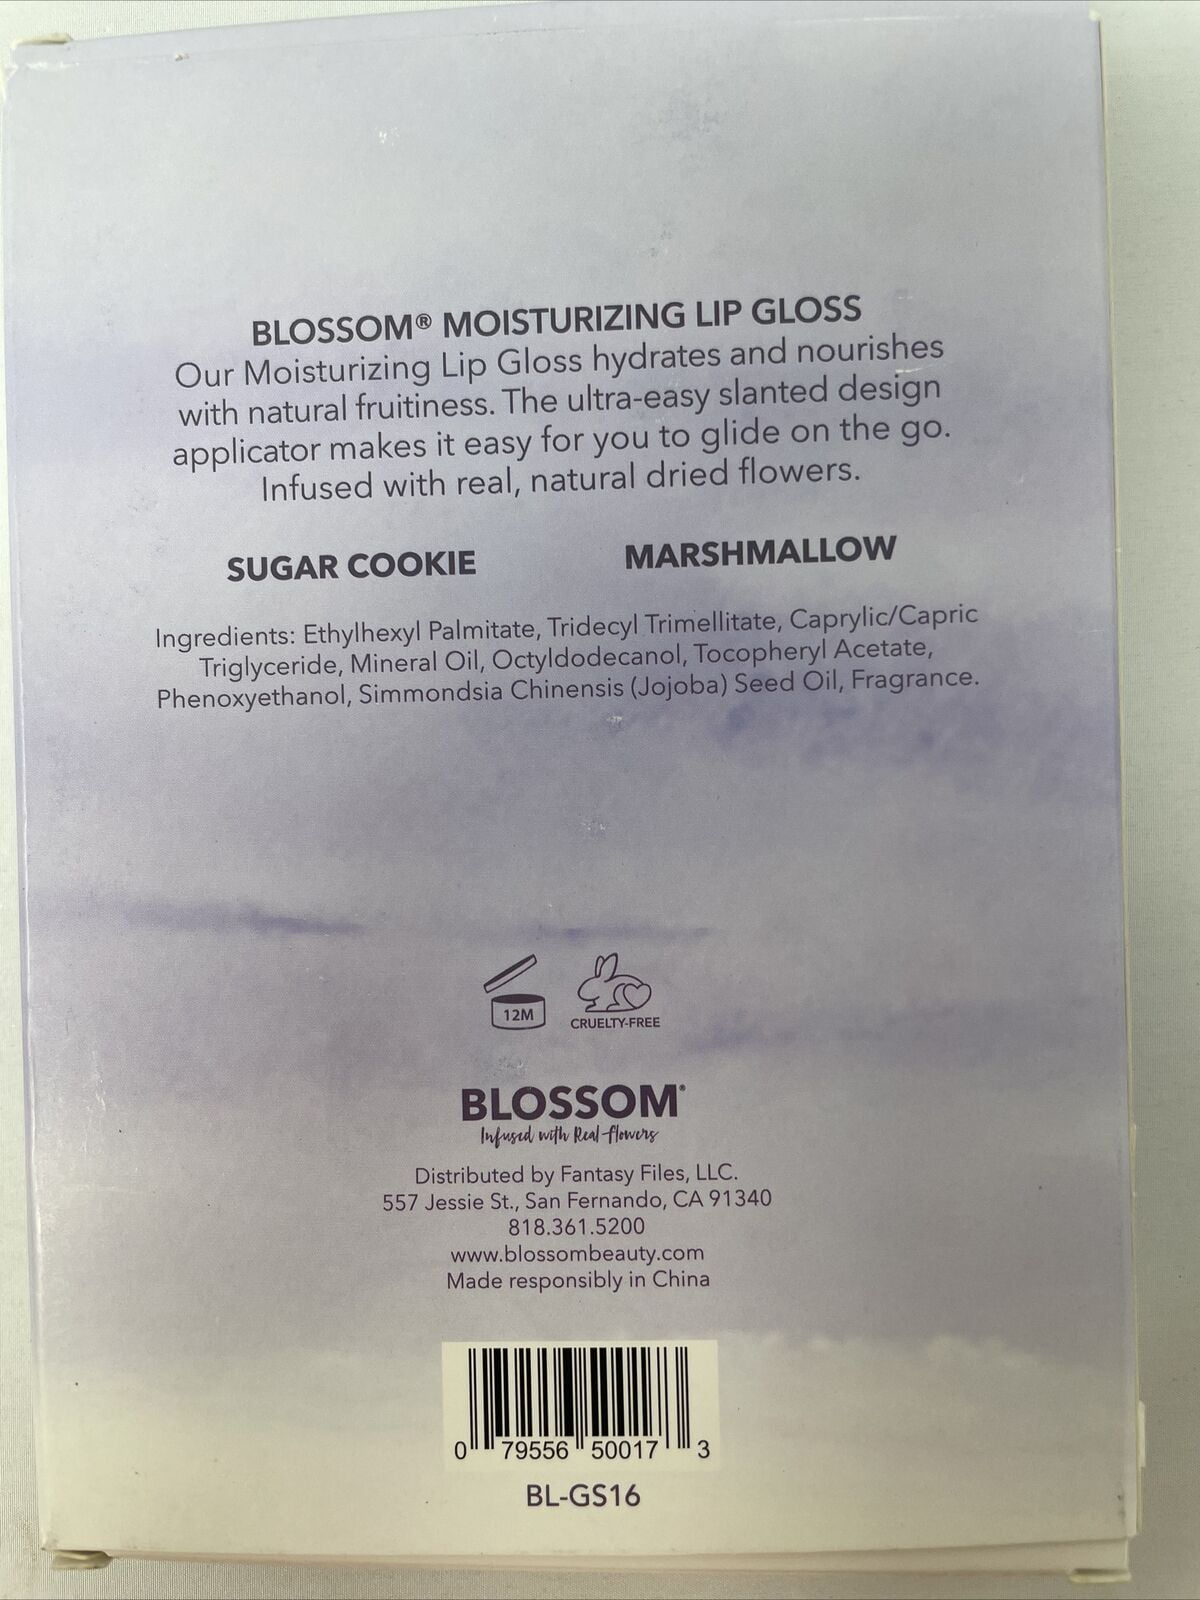 BLOSSOM® MOISTURIZING LIP GLOSS
Our Moisturizing Lip Gloss hydrates and nourishes
with natural fruitiness. The ultra-easy slanted design
applicator makes it easy for you to glide on the go.
Infused with real, natural dried flowers.
SUGAR COOKIE MARSHMALLOW
Ingredients: Ethylhexyl Palmitate, Tridecyl Trimellitate, Caprylic/Capric
Triglyceride, Mineral Oil, Octyldodecanol, Tocopheryl Acetate,
Phenoxyethanol, Simmondsia Chinensis (Jojoba) Seed Oil, Fragrance.
12M
CRUELTY-FREE
BLOSSOM®
Infused with Real Flowers
Distributed by Fantasy Files, LLC.
557 Jessie St., San Fernando, CA 91340
818.361.5200
www.blossombeauty.com
Made responsibly in China
0 79556 50017 3
BL-GS16